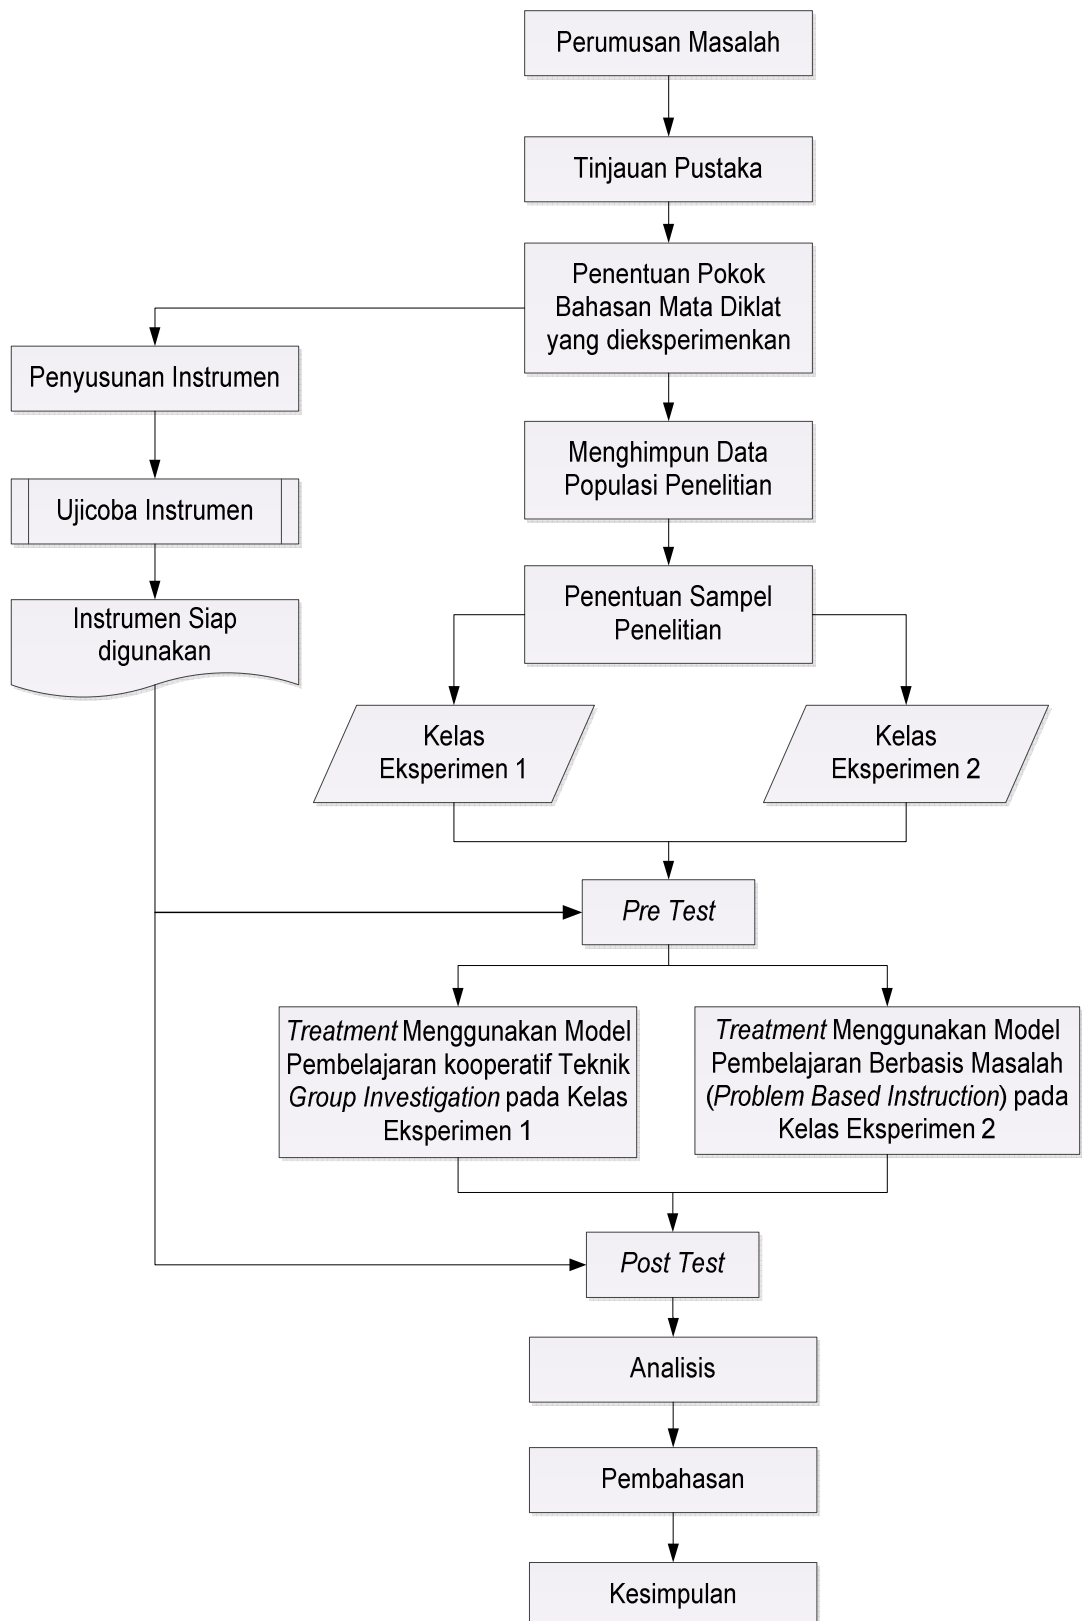 Perumusan Masalah
Tinjauan Pustaka
Penentuan Pokok
Bahasan Mata Diklat
yang dieksperimenkan
Penyusunan Instrumen
Ujicoba Instrumen
Instrumen Siap
digunakan
Menghimpun Data
Populasi Penelitian
Penentuan Sampel
Penelitian
Kelas
Eksperimen 1
Kelas
Eksperimen 2
Pre Test
Treatment Menggunakan Model
Pembelajaran kooperatif Teknik
Group Investigation pada Kelas
Eksperimen 1
Treatment Menggunakan Model
Pembelajaran Berbasis Masalah
(Problem Based Instruction) pada
Kelas Eksperimen 2
Post Test
Analisis
Pembahasan
Kesimpulan